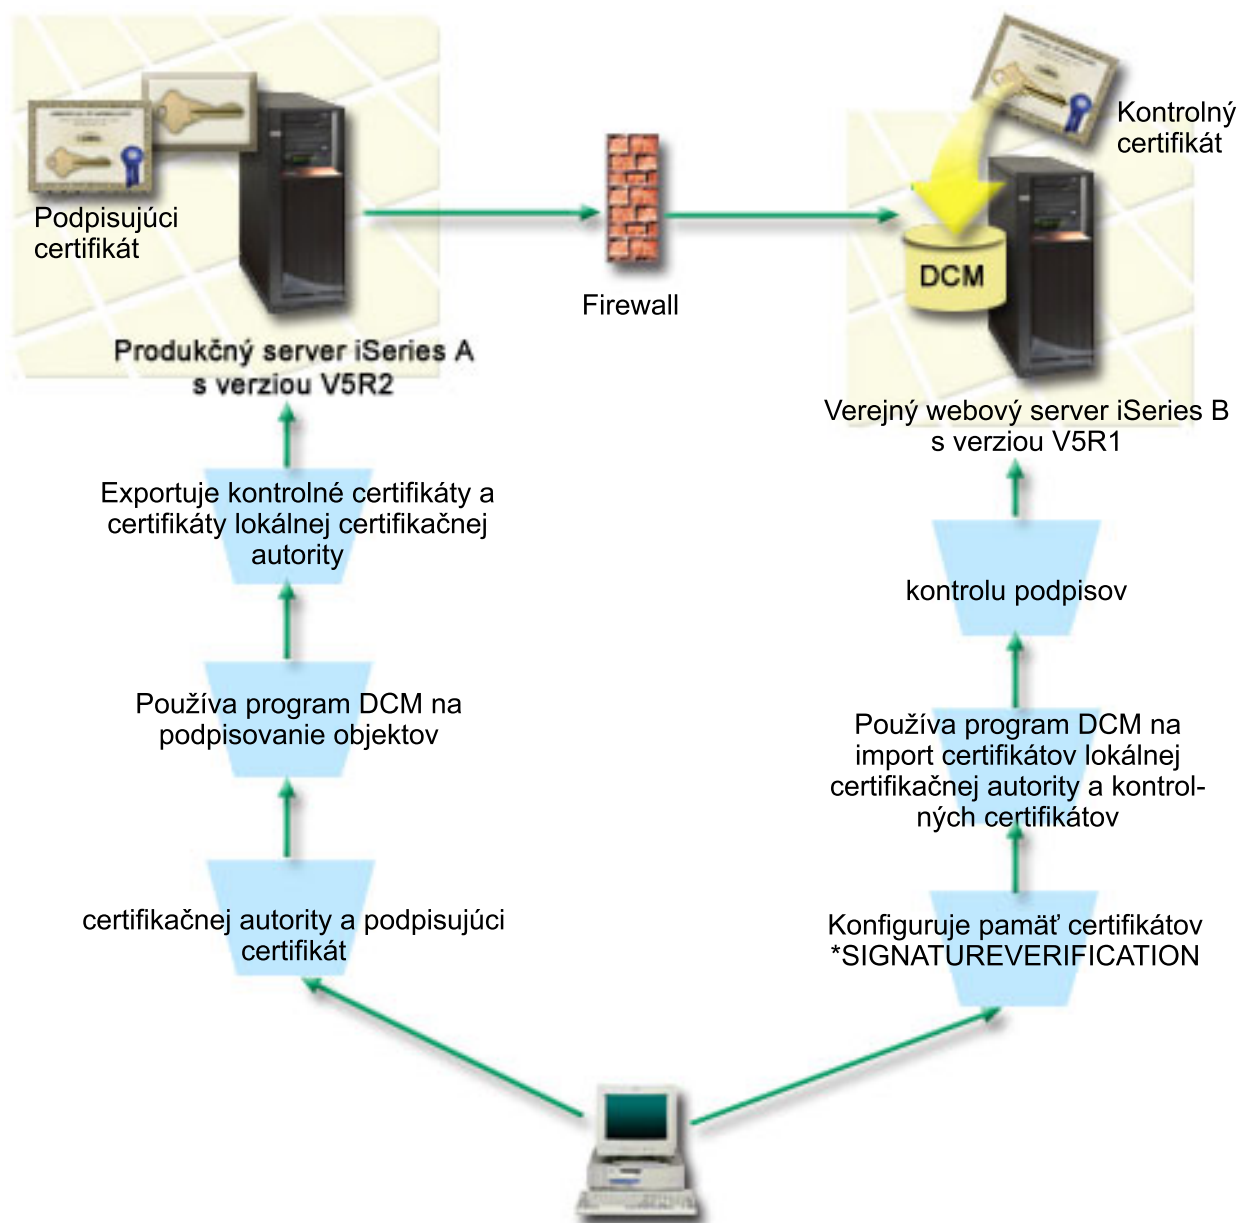 Kontrolný
certifikát
Podpisujúci
certifikát
DCM
Firewall
Produkčný server iSeries A
s verziou V5R2
Verejný webový server iSeries B
s verziou V5R1
Exportuje kontrolné certifikáty a
certifikáty lokálnej certifikačnej
autority
kontrolu podpisov
Používa program DCM na
podpisovanie objektov
Používa program DCM na
import certifikátov lokálnej
certifikačnej autority a kontrol-
ných certifikátov
certifikačnej autority a podpisujúci
certifikát
Konfiguruje pamäť certifikátov
*SIGNATUREVERIFICATION